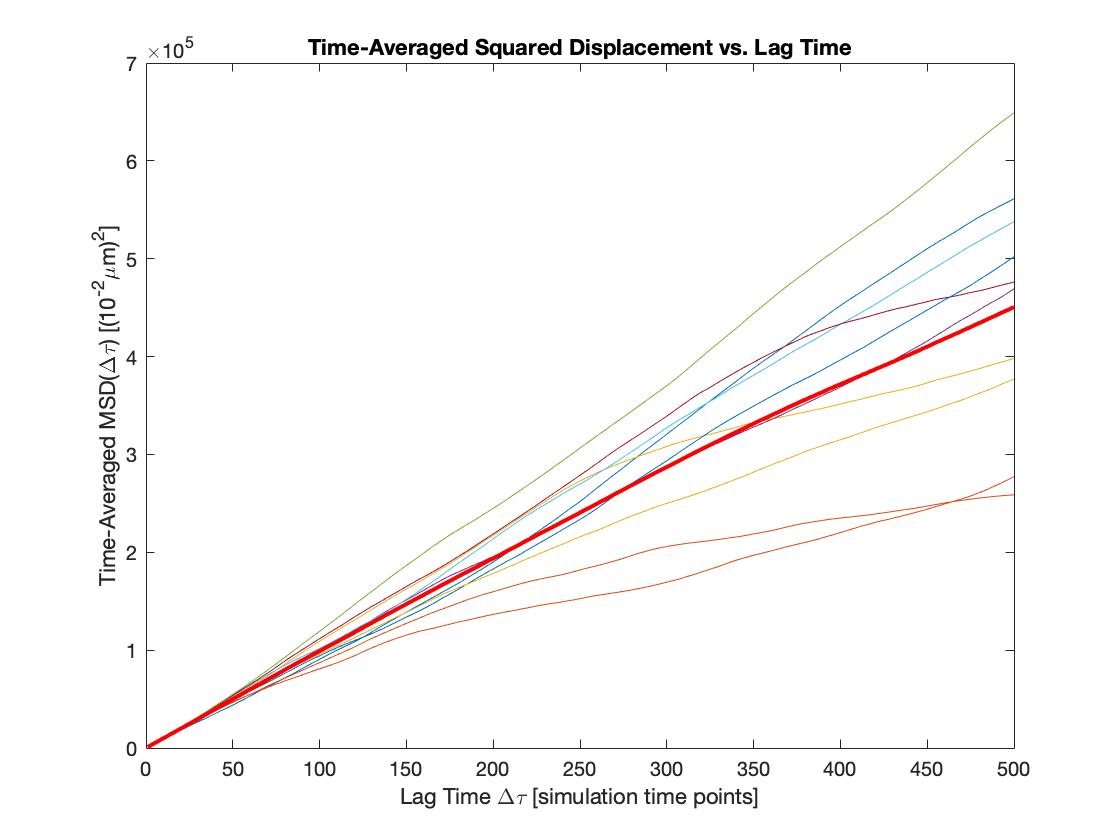 Time-Averaged Squared Displacement vs. Lag Time
×10^5
7
6
5
4
3
2
1
0
Time-Averaged MSD(Δτ) [(10^-2 μm)^2]
0 50 100 150 200 250 300 350 400 450 500
Lag Time Δτ [simulation time points]